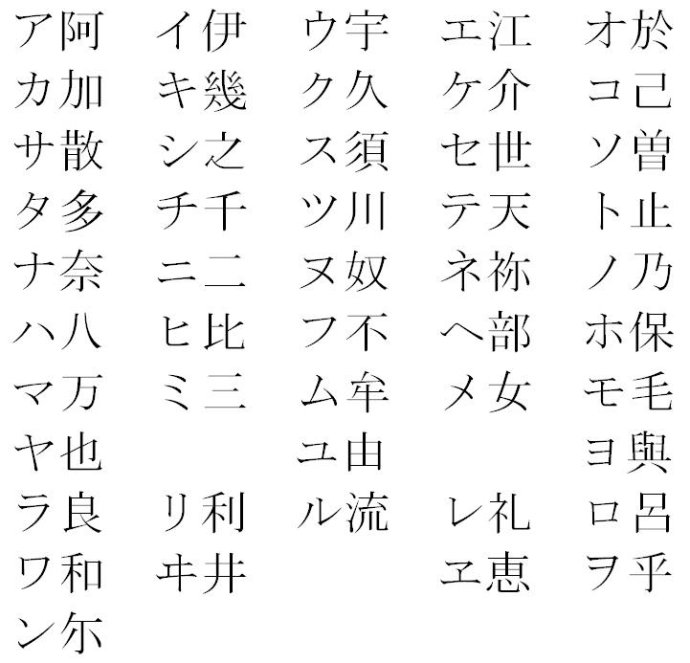 ア阿 イ伊 ウ宇 エ江 オ於
カ加 キ幾 ク久 ケ介 コ己
サ散 シ之 ス須 セ世 ソ曽
タ多 チ千 ツ川 テ天 ト止
ナ奈 ニ二 ヌ奴 ネ祢 ノ乃
ハ八 ヒ比 フ不 ヘ部 ホ保
マ万 ミ三 ム牟 メ女 モ毛
ヤ也 ユ由 ヨ與
ラ良 リ利 ル流 レ礼 ロ呂
ワ和 ヰ井 ヱ恵 ヲ乎
ン尓